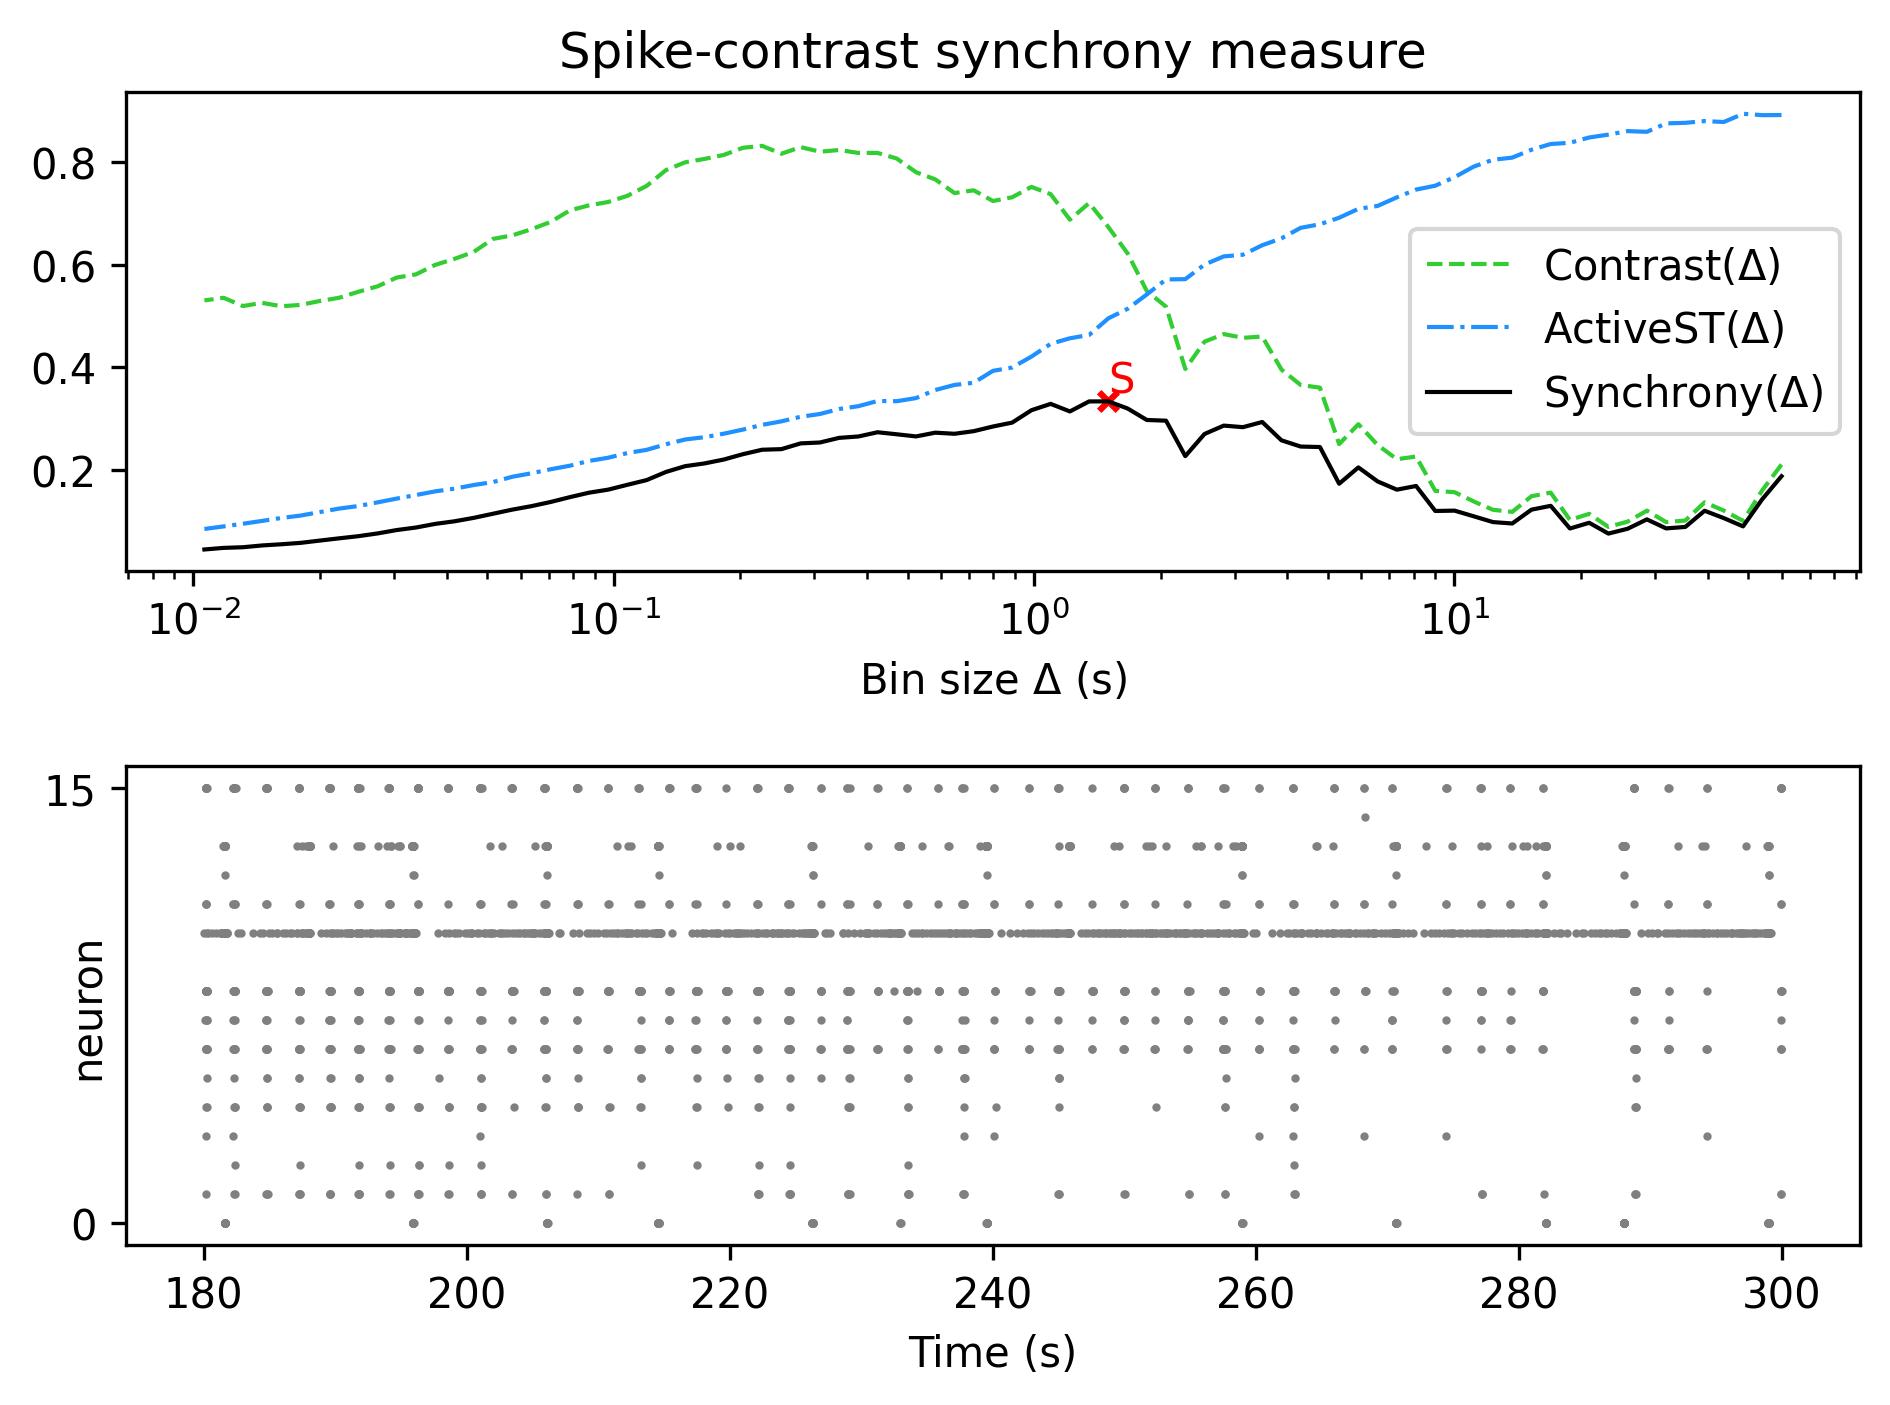 Spike-contrast synchrony measure
0.8
0.6
0.4
0.2
S
Contrast(Δ)
ActiveST(Δ)
Synchrony(Δ)
10⁻² 10⁻¹ 10⁰ 10¹
Bin size Δ (s)
15
neuron
0
180 200 220 240 260 280 300
Time (s)